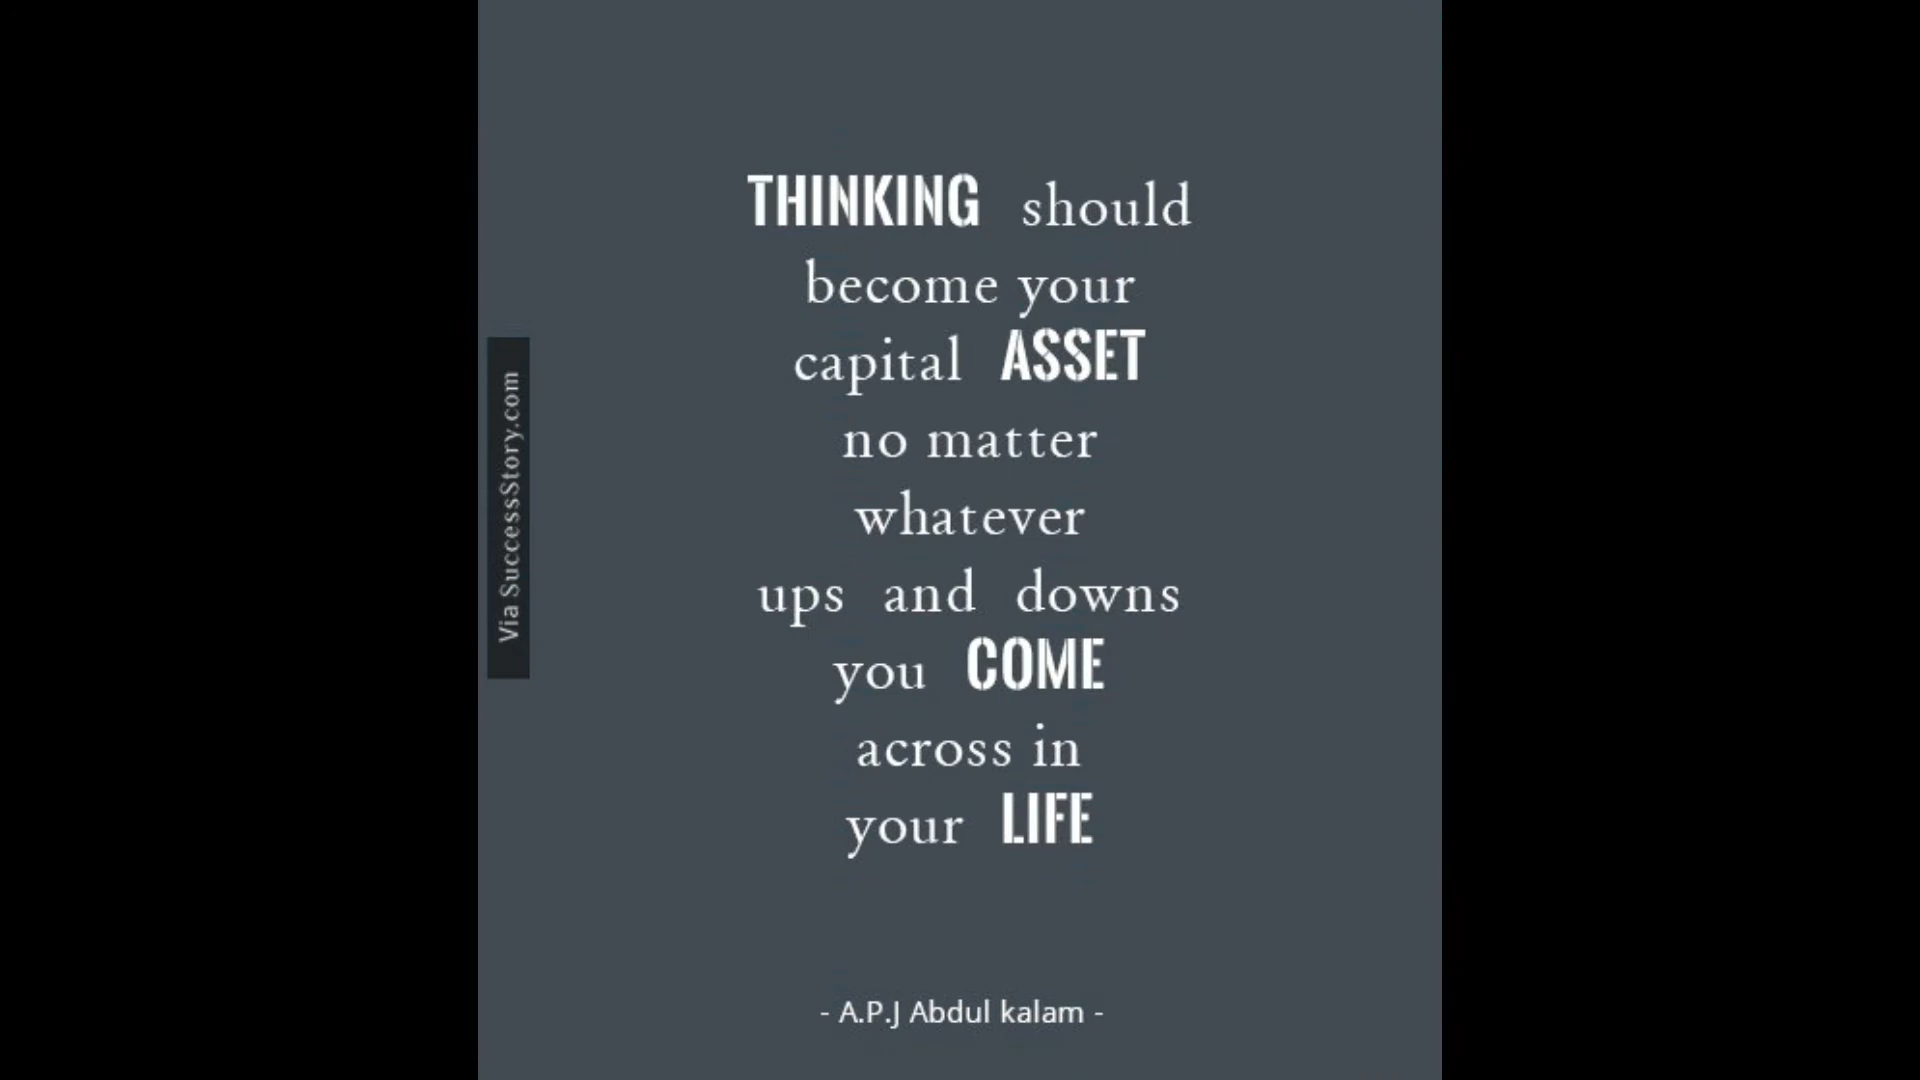 THINKING should
become your
capital ASSET
no matter
whatever
ups and downs
you COME
across in
your LIFE
- A.P.J Abdul kalam -
Via SuccessStory.com